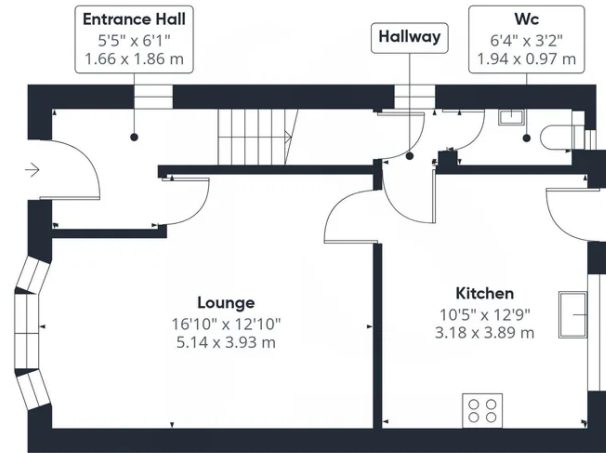 Entrance Hall
5'5" x 6'1"
1.66 x 1.86 m
Hallway
Wc
6'4" x 3'2"
1.94 x 0.97 m
Lounge
16'10" x 12'10"
5.14 x 3.93 m
Kitchen
10'5" x 12'9"
3.18 x 3.89 m